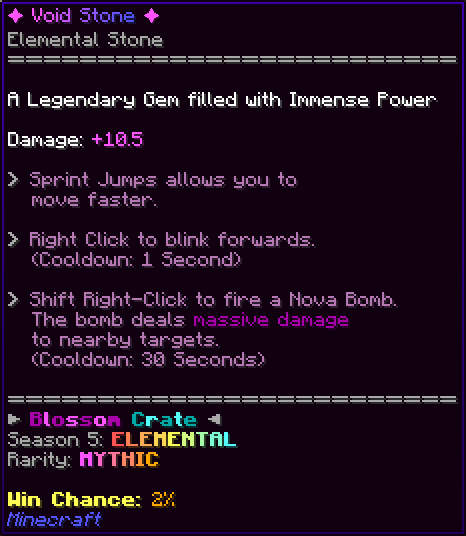 ✦ Void Stone ✦
Elemental Stone
================================
A Legendary Gem filled with Immense Power
Damage: +10.5
> Sprint Jumps allows you to
move faster.
> Right Click to blink forwards.
(Cooldown: 1 Second)
> Shift Right-Click to fire a Nova Bomb.
The bomb deals massive damage
to nearby targets.
(Cooldown: 30 Seconds)
================================
► Blossom Crate ◄
Season 5: ELEMENTAL
Rarity: MYTHIC
Win Chance: 2%
Minecraft